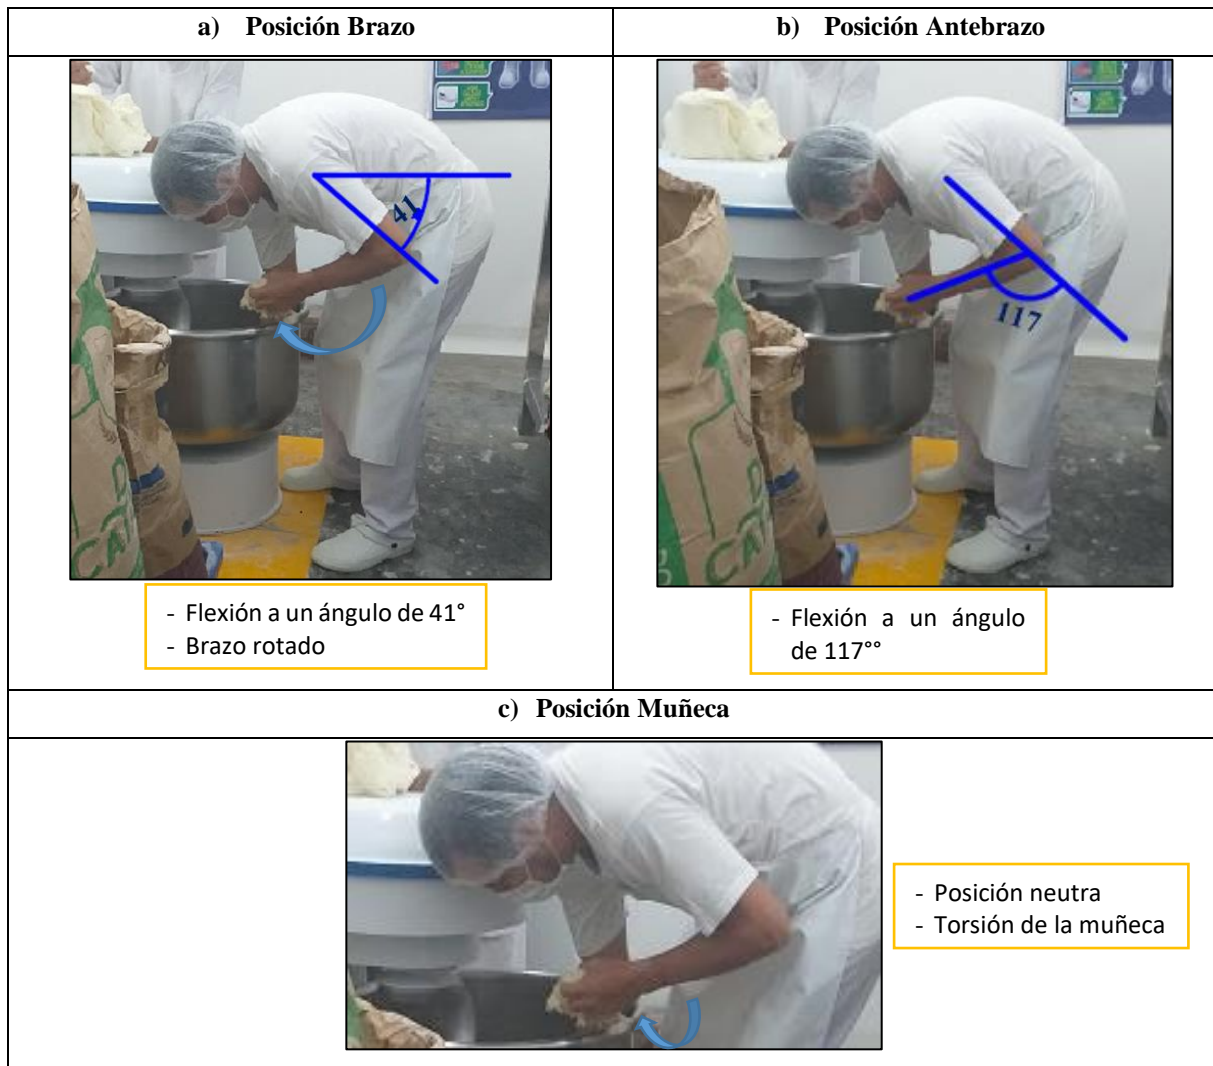 a) Posición Brazo
b) Posición Antebrazo
41
117
- Flexión a un ángulo de 41°
- Brazo rotado
- Flexión a un ángulo
de 117°°
c) Posición Muñeca
- Posición neutra
- Torsión de la muñeca